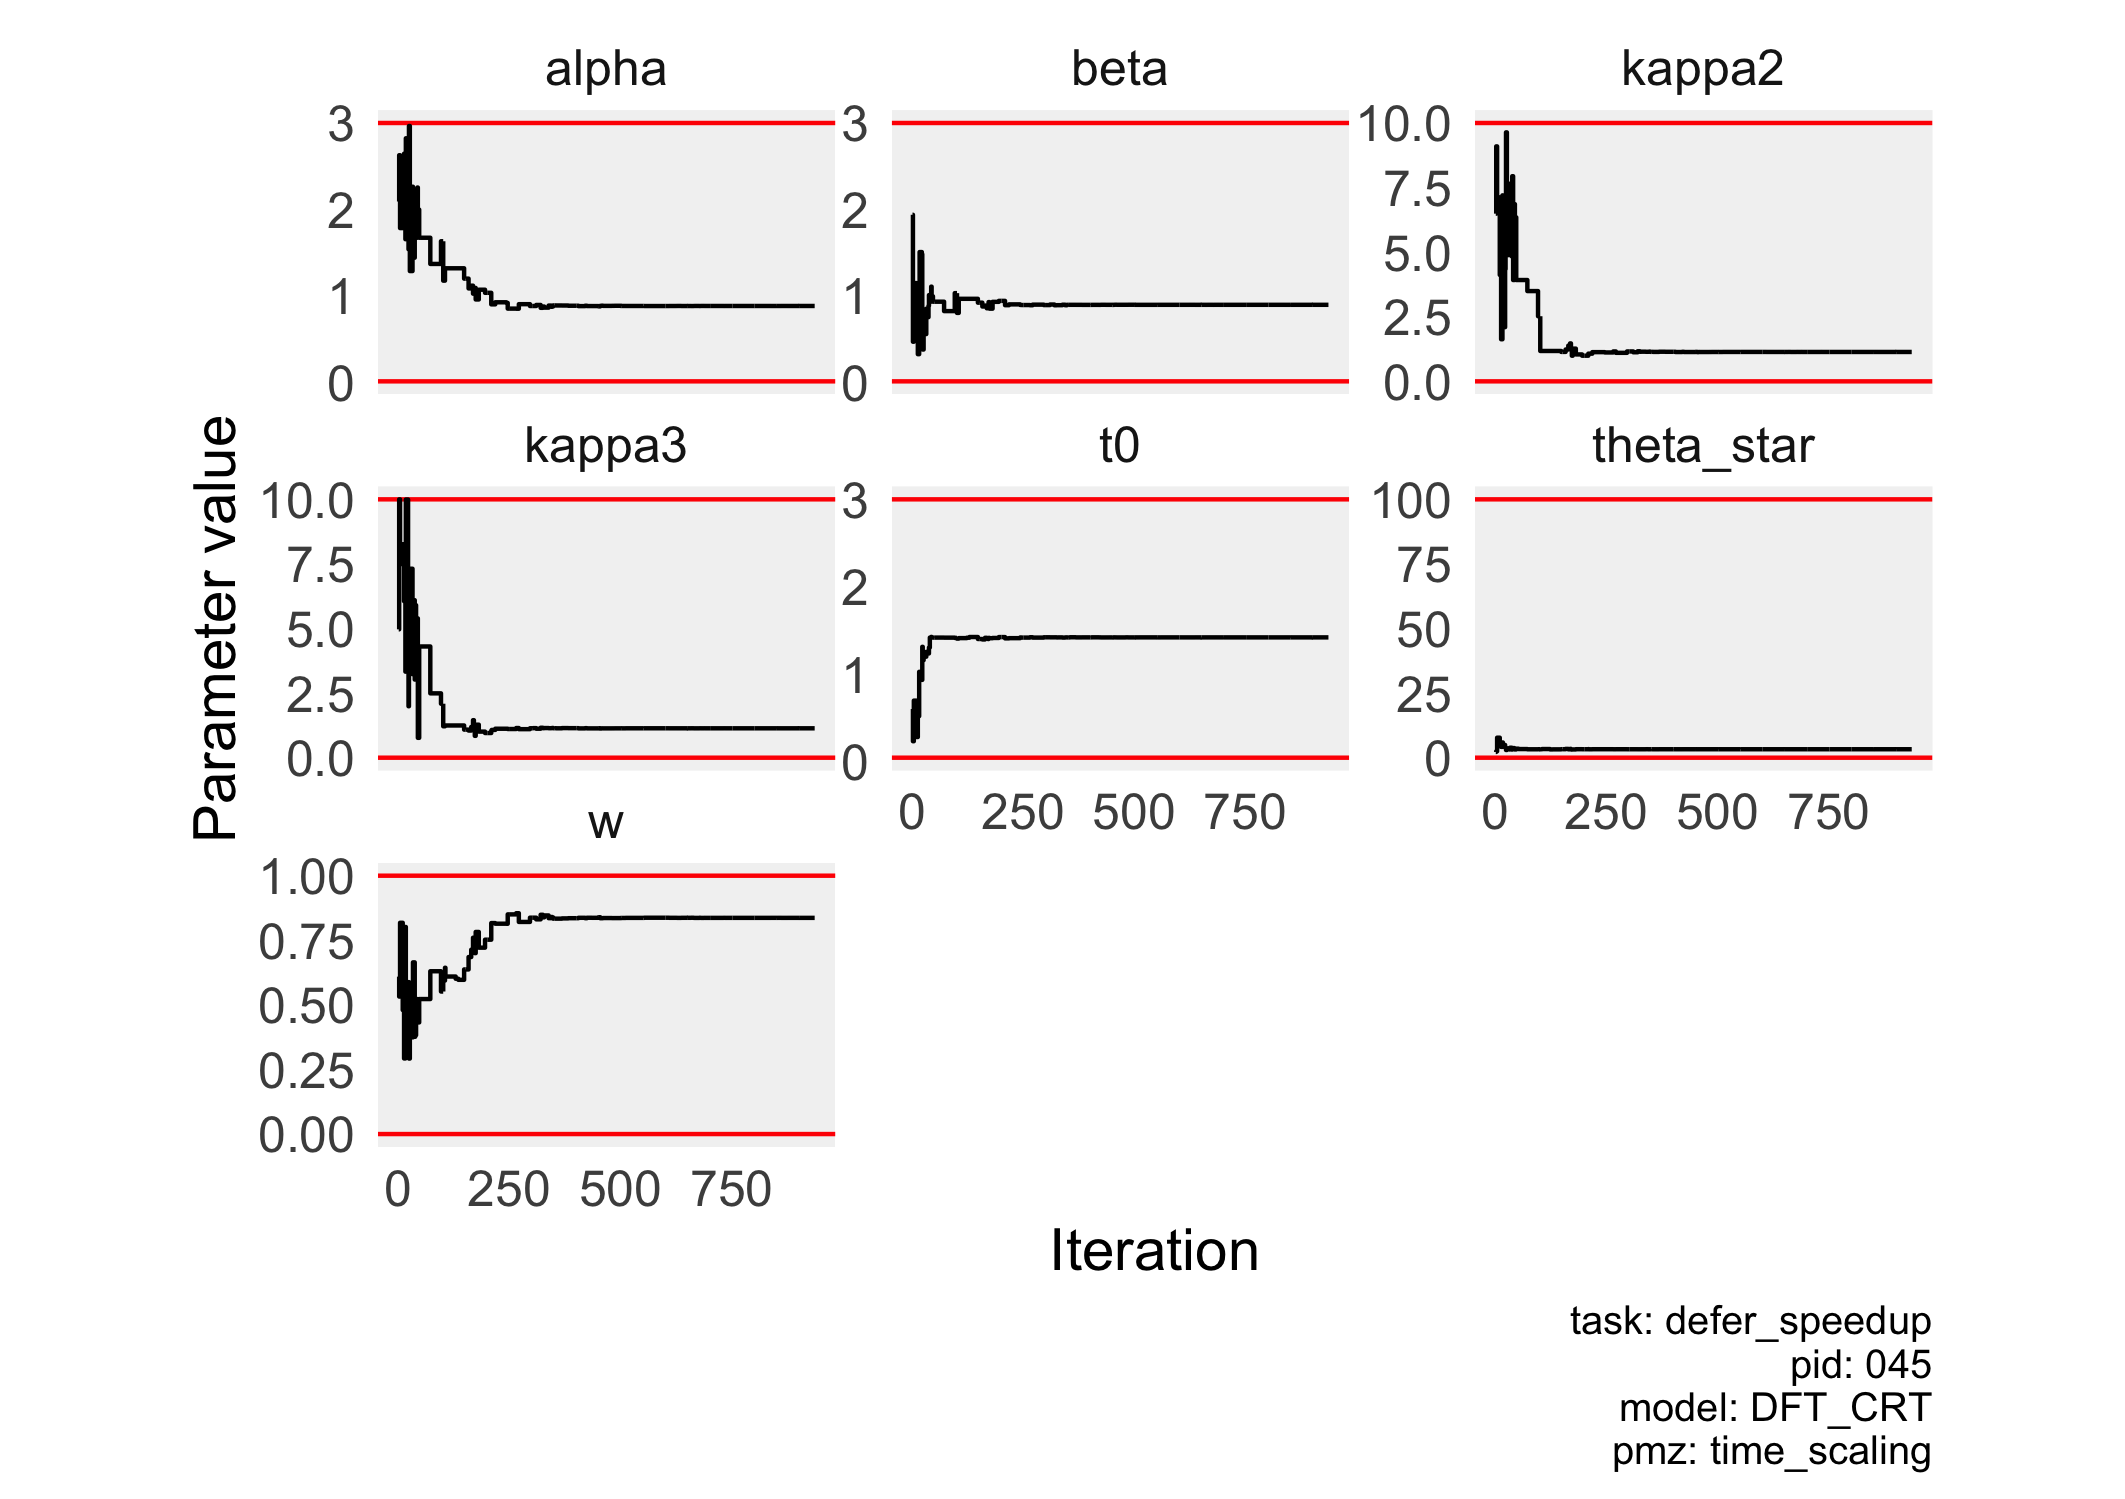 alpha
beta
kappa2
3
2
1
0
3
2
1
0
10.0
7.5
5.0
2.5
0.0
kappa3
t0
theta_star
10.0
7.5
5.0
2.5
0.0
3
2
1
0
100
75
50
25
0
0 250 500 750
0 250 500 750
w
1.00
0.75
0.50
0.25
0.00
0 250 500 750
Parameter value
Iteration
task: defer_speedup
pid: 045
model: DFT_CRT
pmz: time_scaling